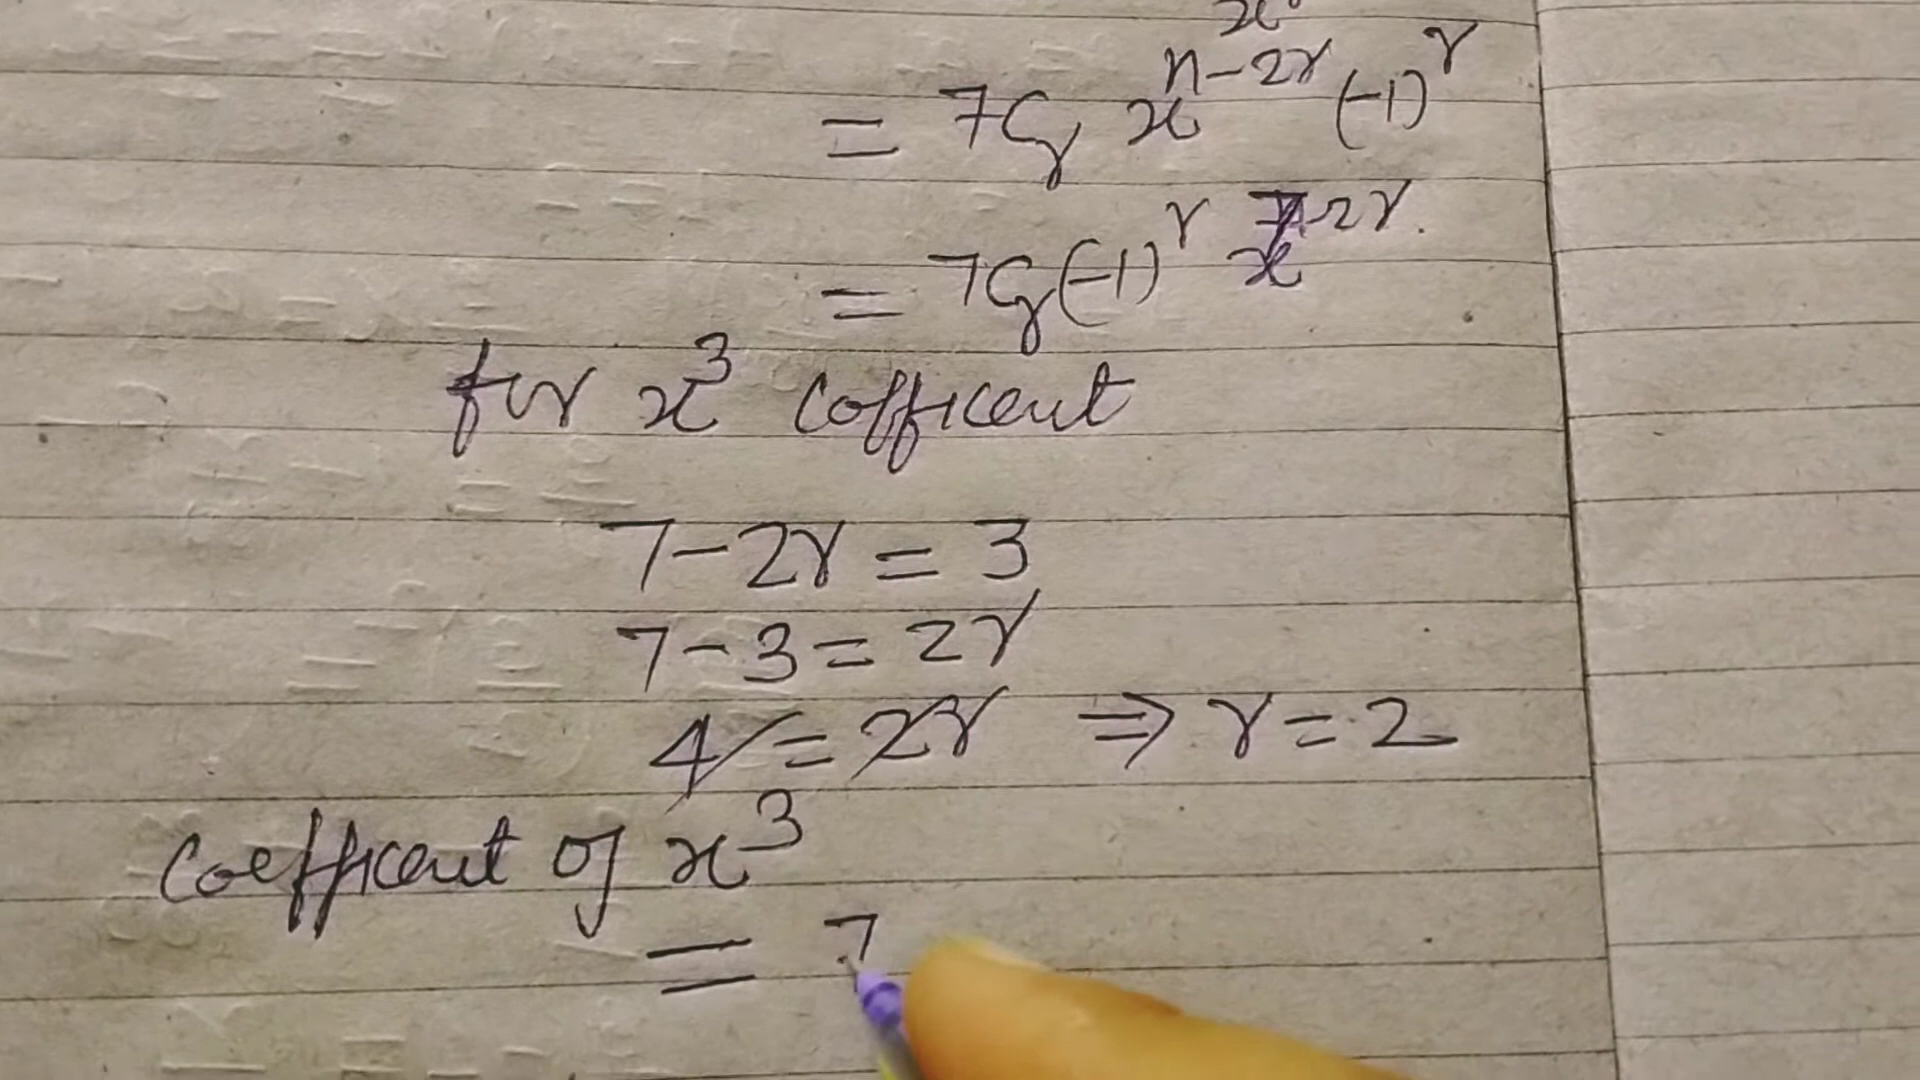 = 7Cr x^n-2r (-1)^r
= 7Cr (-1)^r x^7-2r.
for x^3 cofficent
7-2r = 3
7-3 = 2r
4 = 2r ⇒ r = 2
coefficent of x^3
= 7